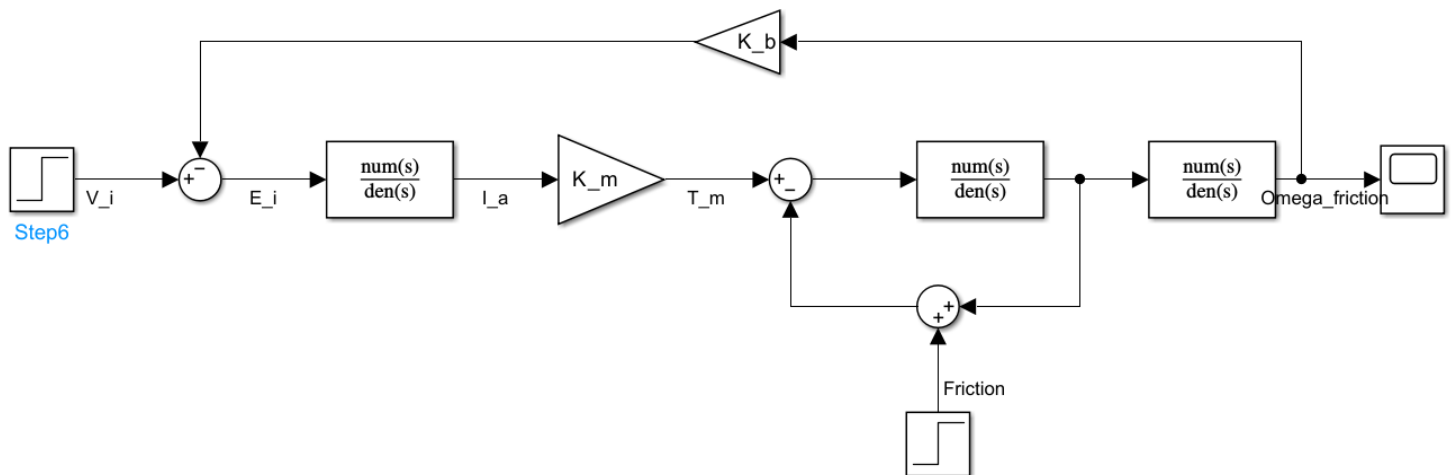 K_b
+
−
num(s)
den(s)
K_m
+
-
num(s)
den(s)
num(s)
den(s)
V_i
E_i
I_a
T_m
Omega_friction
Step6
+
+
Friction